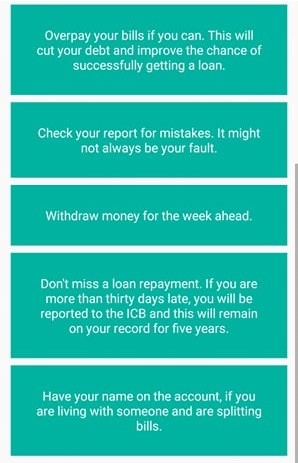 Overpay your bills if you can. This will
cut your debt and improve the chance of
successfully getting a loan.
Check your report for mistakes. It might
not always be your fault.
Withdraw money for the week ahead.
Don't miss a loan repayment. If you are
more than thirty days late, you will be
reported to the ICB and this will remain
on your record for five years.
Have your name on the account, if you
are living with someone and are splitting
bills.